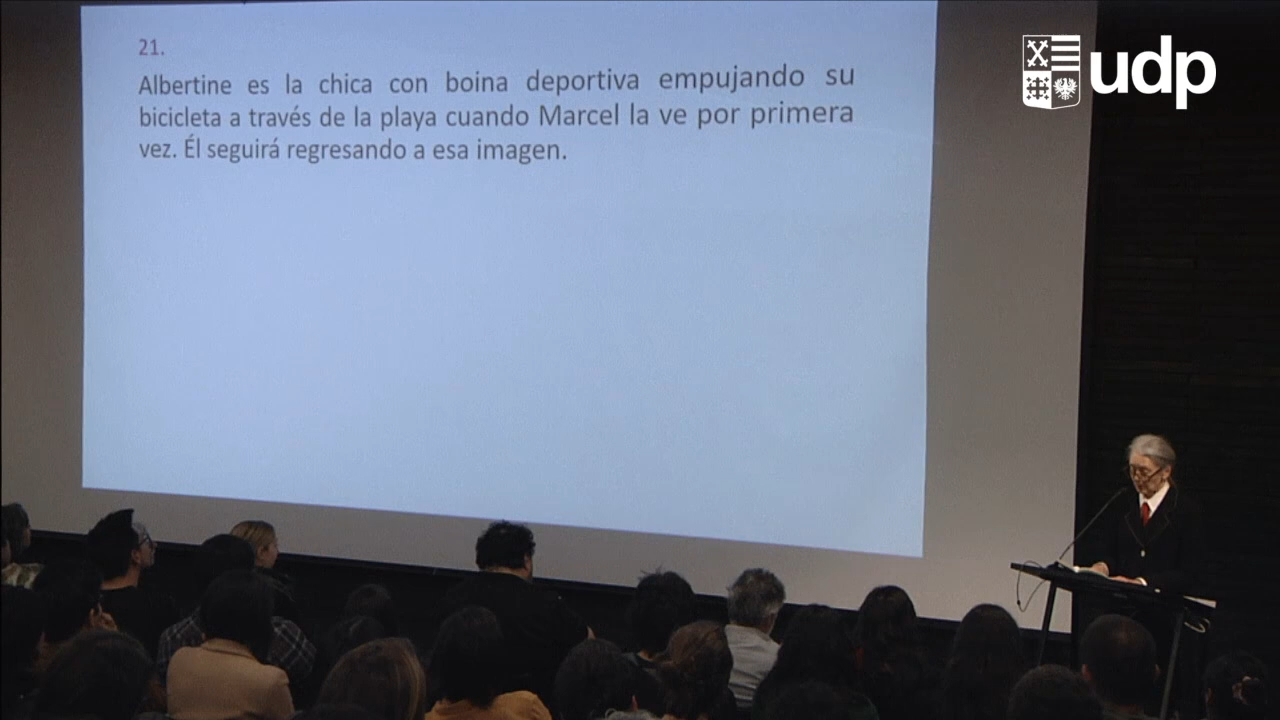 21.
Albertine es la chica con boina deportiva empujando su
bicicleta a través de la playa cuando Marcel la ve por primera
vez. Él seguirá regresando a esa imagen.
udp